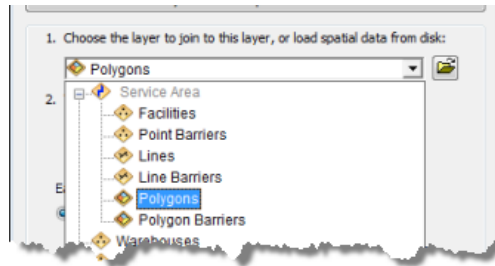 1. Choose the layer to join to this layer, or load spatial data from disk:
Polygons
2.
Service Area
Facilities
Point Barriers
Lines
Line Barriers
Polygons
Polygon Barriers
Warehouses